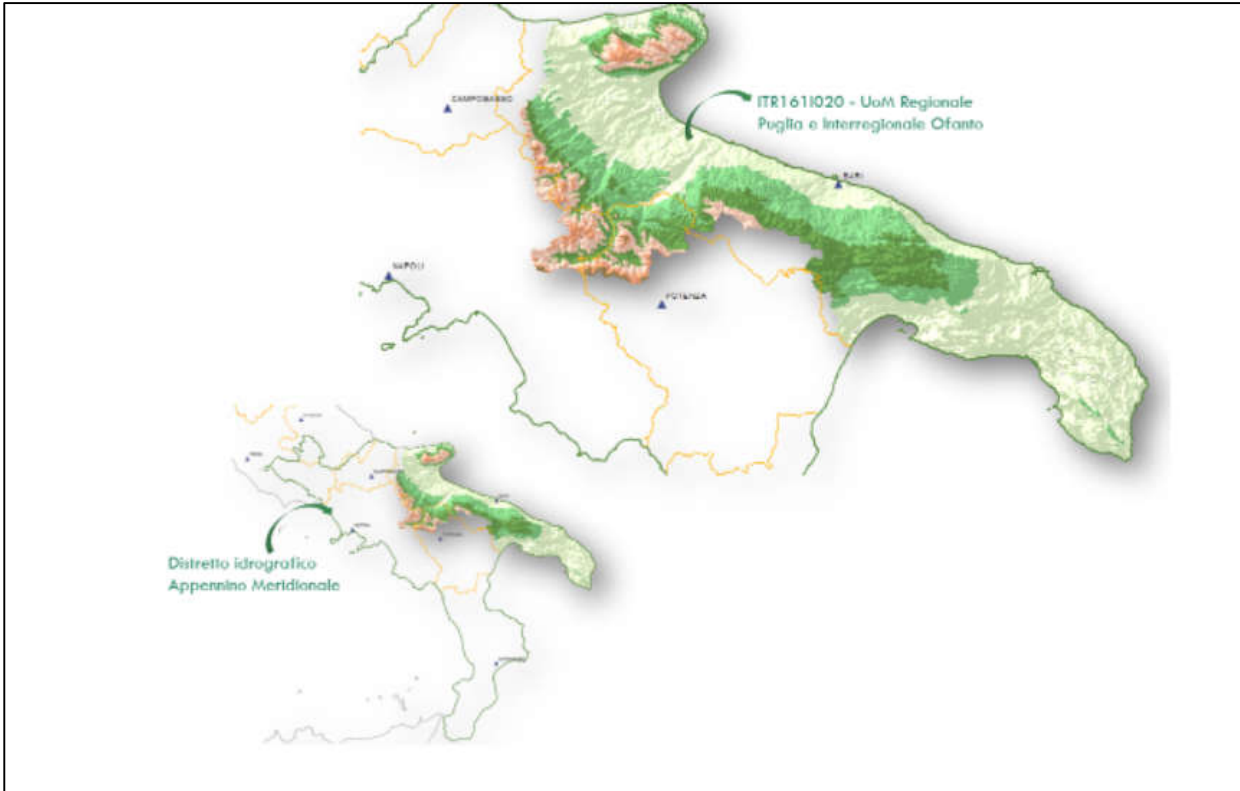 CAMPOBASSO
ITR161I020 - UoM Regionale
Puglia e Interregionale Ofanto
BARI
NAPOLI
POTENZA
Distretto idrografico
Appennino Meridionale